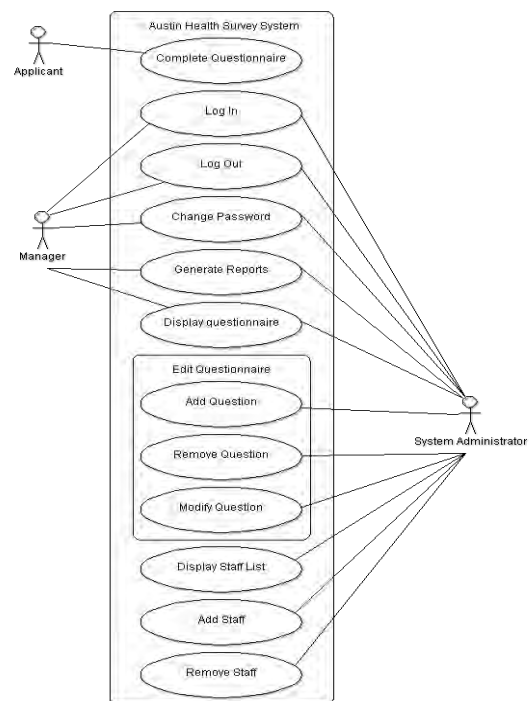 Austin Health Survey System
Complete Questionnaire
Applicant
Log In
Log Out
Change Password
Manager
Generate Reports
Display questionnaire
Edit Questionnaire
Add Question
System Administrator
Remove Question
Modify Question
Display Staff List
Add Staff
Remove Staff